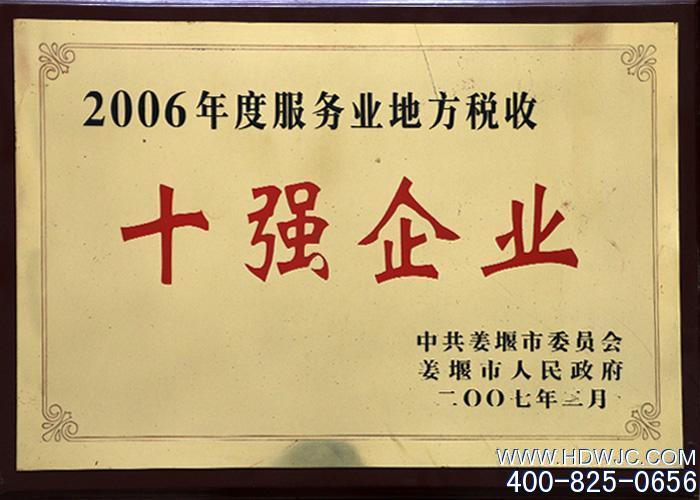 2006年度服务业地方税收
十强企业
中共姜堰市委员会
姜堰市人民政府
二〇〇七年三月
WWW.HDWJC.COM
400-825-0656